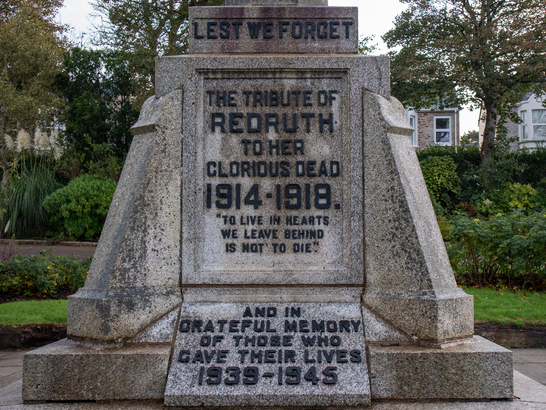 LEST WE FORGET
THE TRIBUTE OF
REDRUTH
TO HER
GLORIOUS DEAD
1914-1918.
"TO LIVE IN HEARTS
WE LEAVE BEHIND
IS NOT TO DIE."
AND IN
GRATEFUL MEMORY
OF THOSE WHO
GAVE THEIR LIVES
1939-1945